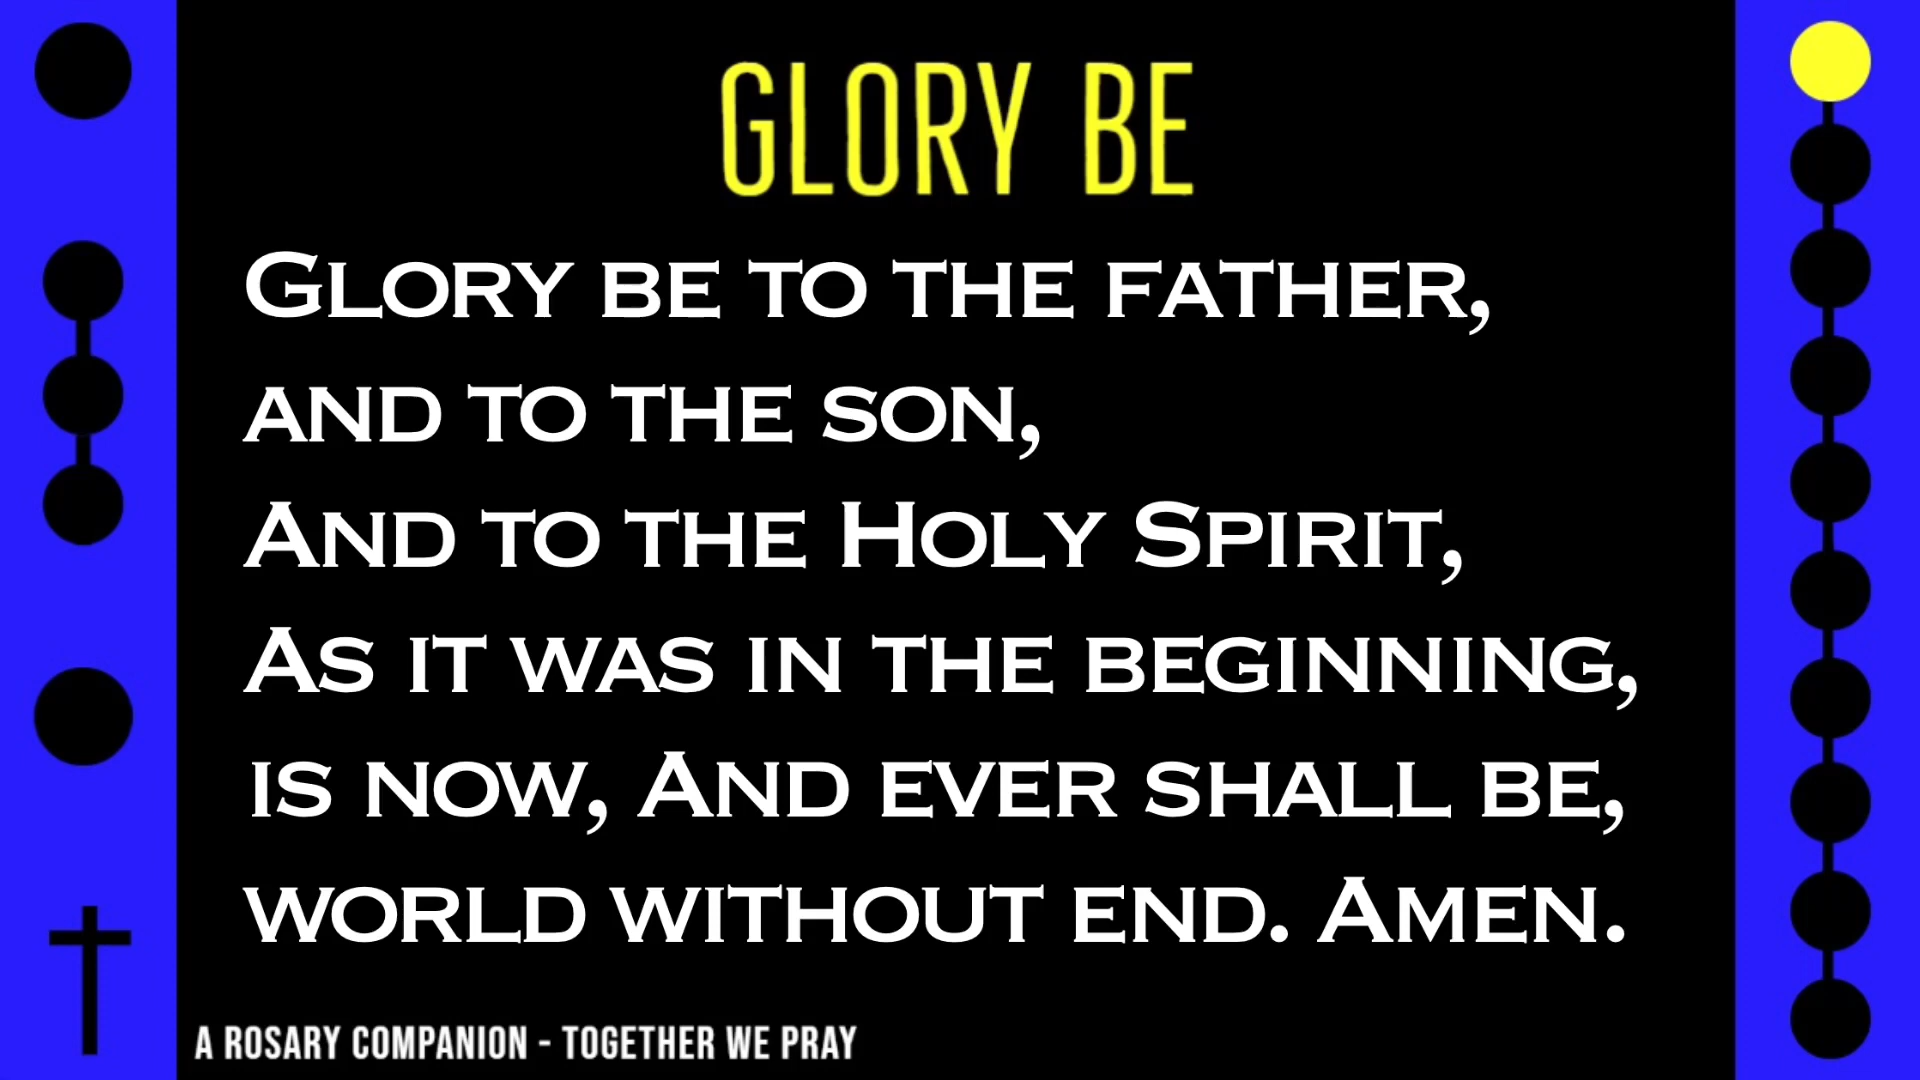 GLORY BE
Glory be to the father,
and to the son,
And to the Holy Spirit,
As it was in the beginning,
is now, And ever shall be,
world without end. Amen.
A ROSARY COMPANION - TOGETHER WE PRAY